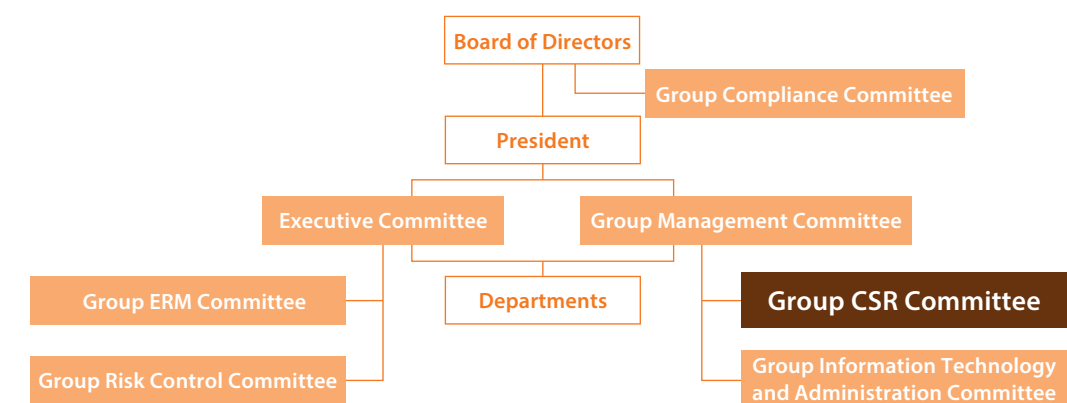 Board of Directors
Group Compliance Committee
President
Executive Committee
Group Management Committee
Group ERM Committee
Departments
Group CSR Committee
Group Risk Control Committee
Group Information Technology
and Administration Committee